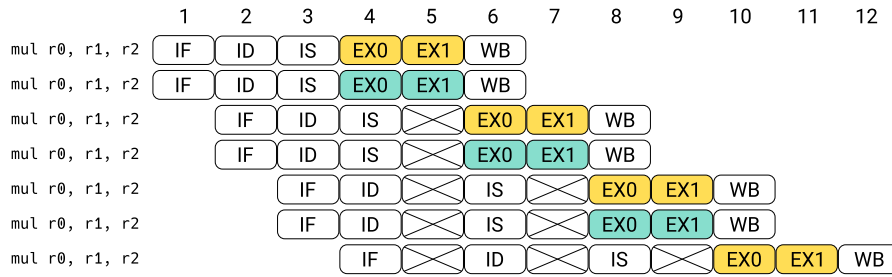 1 2 3 4 5 6 7 8 9 10 11 12
mul r0, r1, r2 IF ID IS EX0 EX1 WB
mul r0, r1, r2 IF ID IS EX0 EX1 WB
mul r0, r1, r2 IF ID IS EX0 EX1 WB
mul r0, r1, r2 IF ID IS EX0 EX1 WB
mul r0, r1, r2 IF ID IS EX0 EX1 WB
mul r0, r1, r2 IF ID IS EX0 EX1 WB
mul r0, r1, r2 IF ID IS EX0 EX1 WB